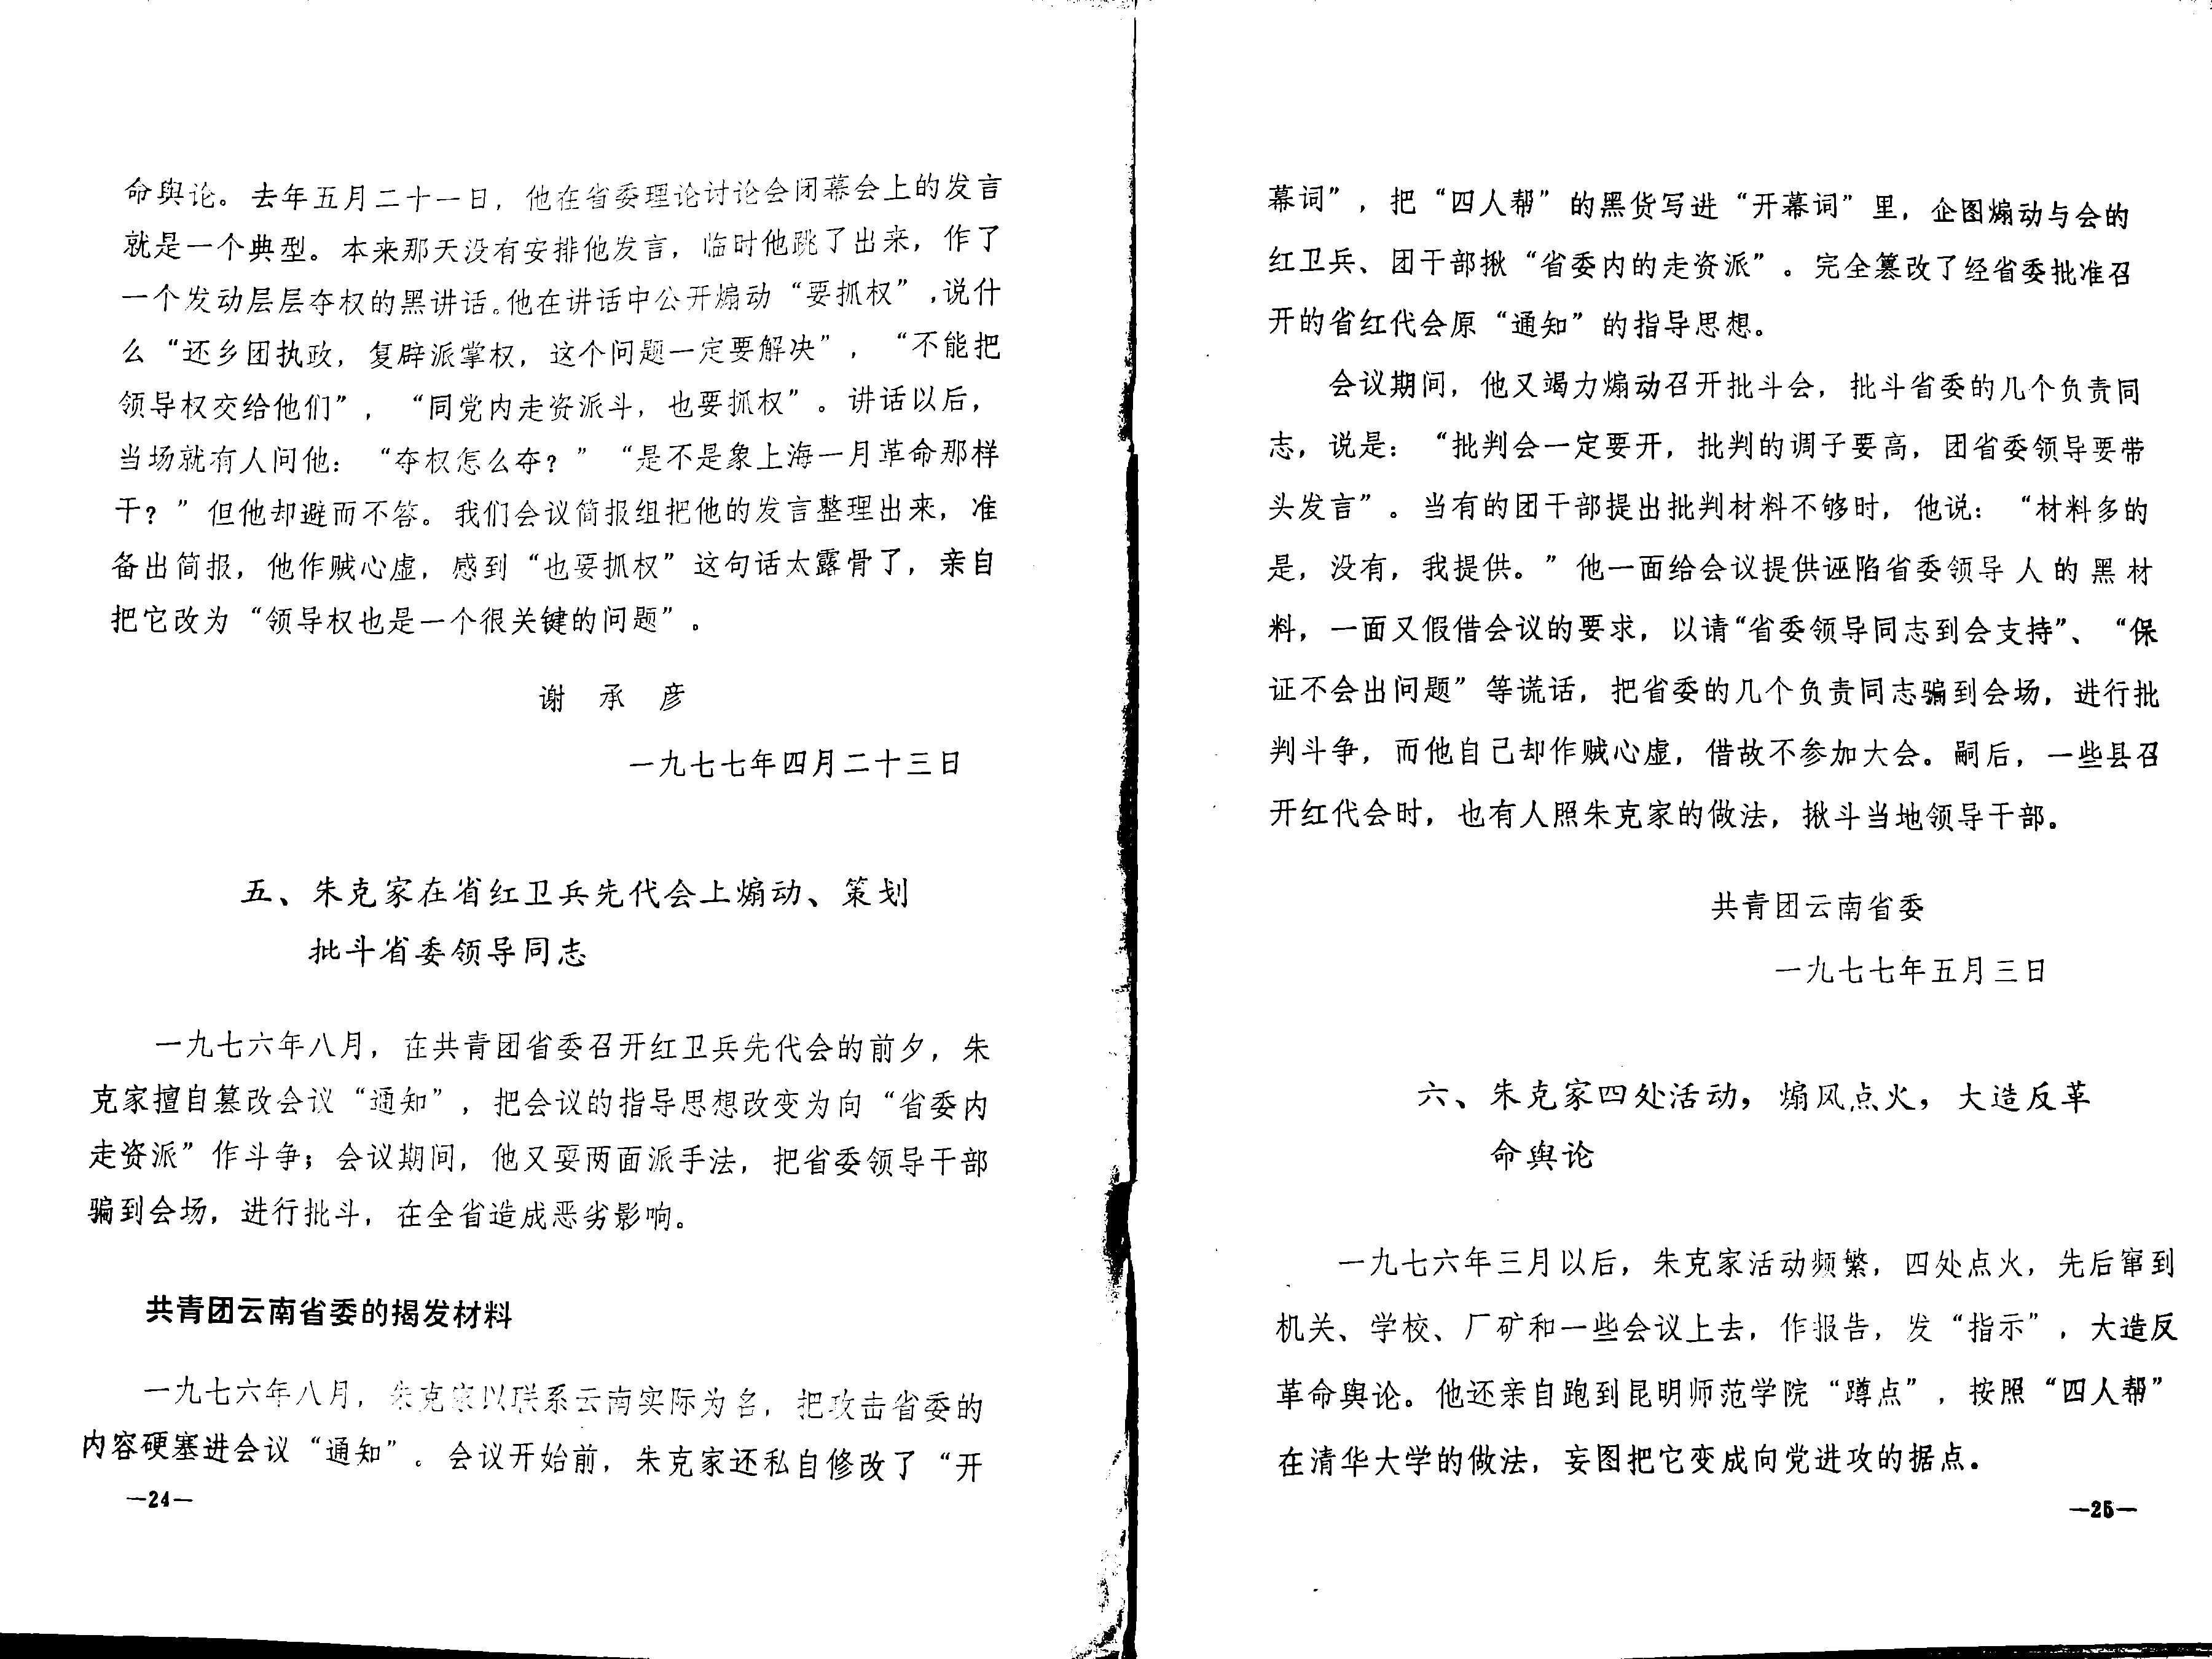 命舆论。去年五月二十一日，他在省委理论讨论会闭幕会上的发言
就是一个典型。本来那天没有安排他发言，临时他跳了出来，作了
一个发动层层夺权的黑讲话。他在讲话中公开煽动“要抓权”，说什
么“还乡团执政，复辟派掌权，这个问题一定要解决”，“不能把
领导权交给他们”，“同党内走资派斗，也要抓权”。讲话以后，
当场就有人问他：“夺权怎么夺？”“是不是象上海一月革命那样
干？”但他却避而不答。我们会议简报组把他的发言整理出来，准
备出简报，他作贼心虚，感到“也要抓权”这句话太露骨了，亲自
把它改为“领导权也是一个很关键的问题”。
谢承彦
一九七七年四月二十三日
五、朱克家在省红卫兵先代会上煽动、策划
批斗省委领导同志
一九七六年八月，在共青团省委召开红卫兵先代会的前夕，朱
克家擅自篡改会议“通知”，把会议的指导思想改变为向“省委内
走资派”作斗争；会议期间，他又耍两面派手法，把省委领导干部
骗到会场，进行批斗，在全省造成恶劣影响。
共青团云南省委的揭发材料
一九七六年八月，朱克家以联系云南实际为名，把攻击省委的
内容硬塞进会议“通知”。会议开始前，朱克家还私自修改了“开
—24—
幕词”，把“四人帮”的黑货写进“开幕词”里，企图煽动与会的
红卫兵、团干部揪“省委内的走资派”。完全篡改了经省委批准召
开的省红代会原“通知”的指导思想。
会议期间，他又竭力煽动召开批斗会，批斗省委的几个负责同
志，说是：“批判会一定要开，批判的调子要高，团省委领导要带
头发言”。当有的团干部提出批判材料不够时，他说：“材料多的
是，没有，我提供。”他一面给会议提供诬陷省委领导人的黑材
料，一面又假借会议的要求，以请“省委领导同志到会支持”、“保
证不会出问题”等谎话，把省委的几个负责同志骗到会场，进行批
判斗争，而他自己却作贼心虚，借故不参加大会。嗣后，一些县召
开红代会时，也有人照朱克家的做法，揪斗当地领导干部。
共青团云南省委
一九七七年五月三日
六、朱克家四处活动，煽风点火，大造反革
命舆论
一九七六年三月以后，朱克家活动频繁，四处点火，先后窜到
机关、学校、厂矿和一些会议上去，作报告，发“指示”，大造反
革命舆论。他还亲自跑到昆明师范学院“蹲点”，按照“四人帮”
在清华大学的做法，妄图把它变成向党进攻的据点。
—25—